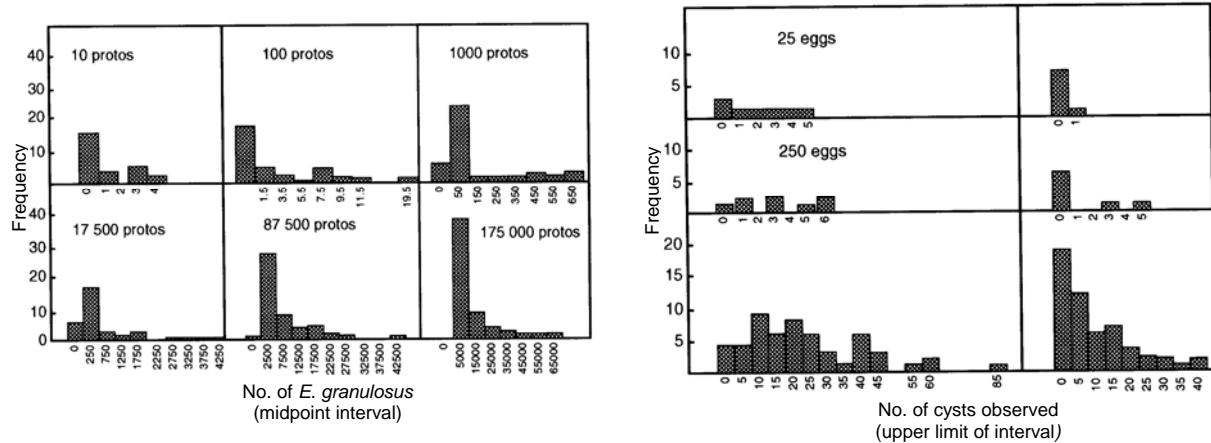 40
30
20
10
Frequency
10 protos
0 1 2 3 4
100 protos
1.5 3.5 5.5 7.5 9.5 11.5 19.5
1000 protos
0 50 150 250 350 450 550 650
40
30
20
10
0
17 500 protos
0 250 750 1250 1750 2250 2750 3250 3750 4250
87 500 protos
0 2500 7500 12500 17500 22500 27500 32500 37500 42500
175 000 protos
5000 15000 25000 35000 45000 55000 65000
No. of E. granulosus
(midpoint interval)
10
5
25 eggs
0 1 2 3 4 5
0 1
Frequency
10
5
250 eggs
0 1 2 3 4 5 6
0 1 2 3 4 5
20
15
10
5
0 5 10 15 20 25 30 35 40 45 55 60 85
0 5 10 15 20 25 30 35 40
No. of cysts observed
(upper limit of interval)